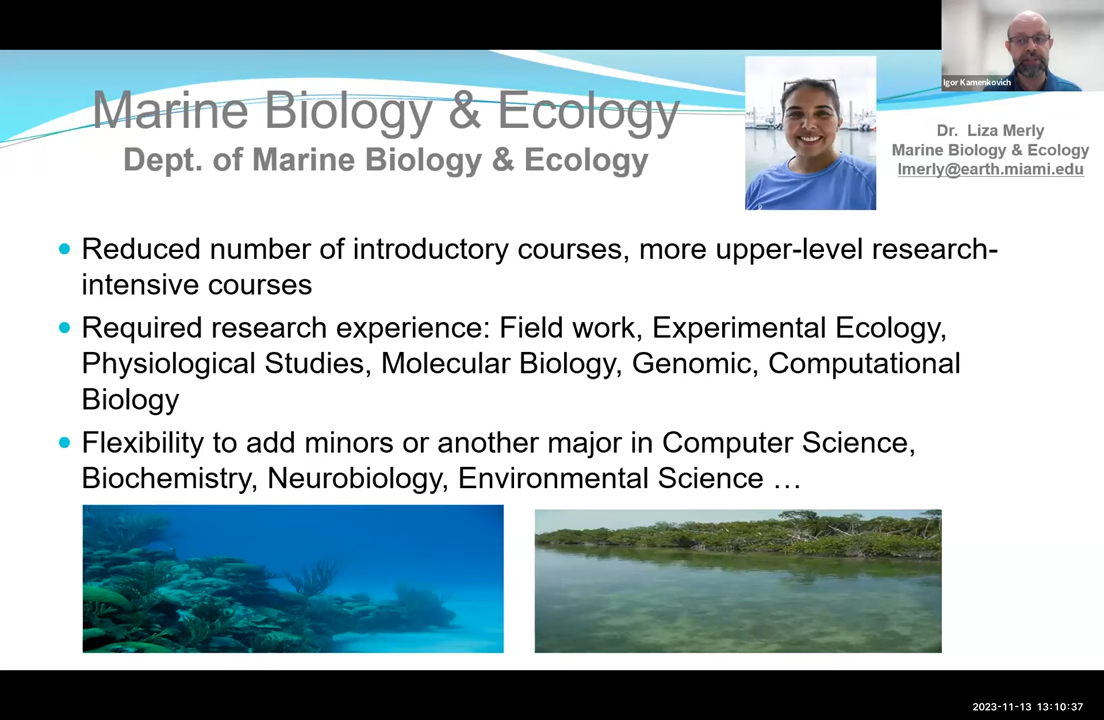 Igor Kamenkovich
Marine Biology & Ecology
Dept. of Marine Biology & Ecology
Dr. Liza Merly
Marine Biology & Ecology
lmerly@earth.miami.edu
• Reduced number of introductory courses, more upper-level research-
intensive courses
• Required research experience: Field work, Experimental Ecology,
Physiological Studies, Molecular Biology, Genomic, Computational
Biology
• Flexibility to add minors or another major in Computer Science,
Biochemistry, Neurobiology, Environmental Science …
2023-11-13 13:10:37